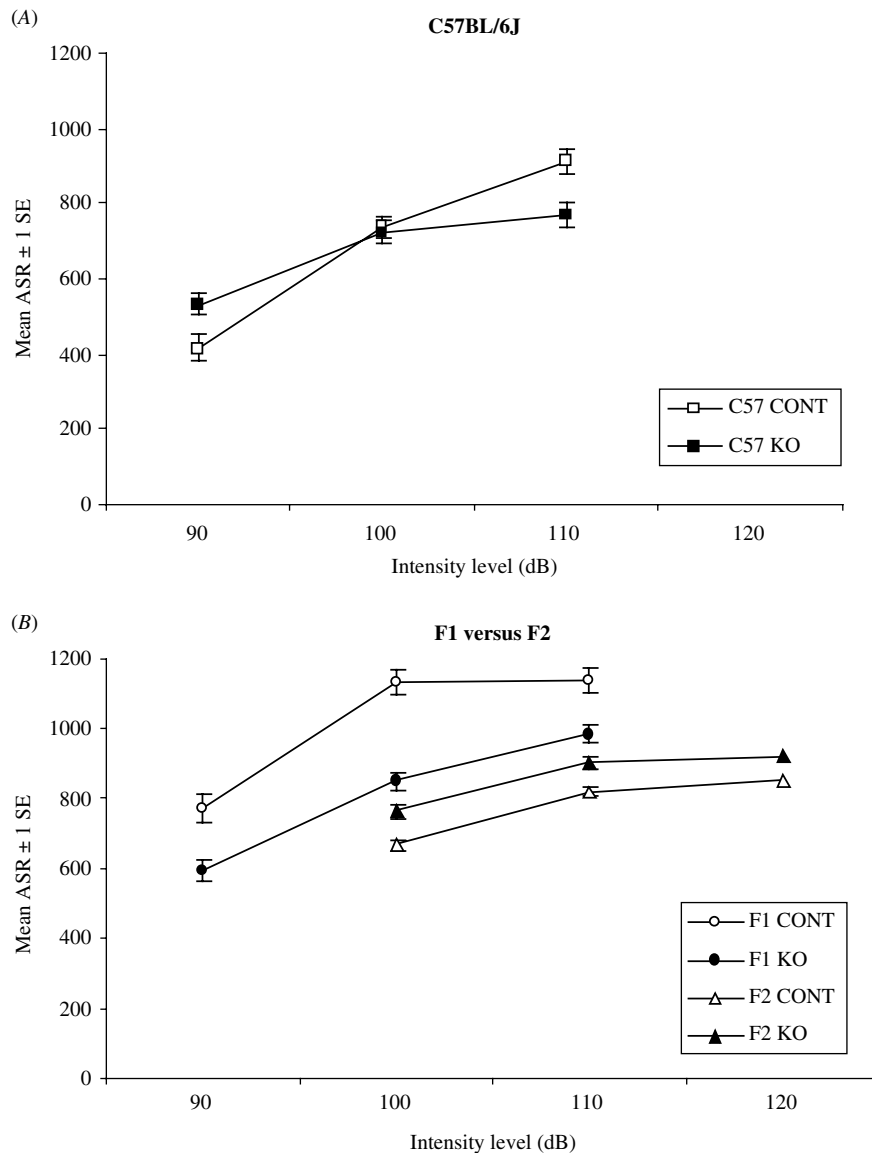 (A)
C57BL/6J
1200
1000
800
600
400
200
0
Mean ASR ± 1 SE
90 100 110 120
Intensity level (dB)
C57 CONT
C57 KO
(B)
F1 versus F2
1200
1000
800
600
400
200
0
Mean ASR ± 1 SE
90 100 110 120
Intensity level (dB)
F1 CONT
F1 KO
F2 CONT
F2 KO